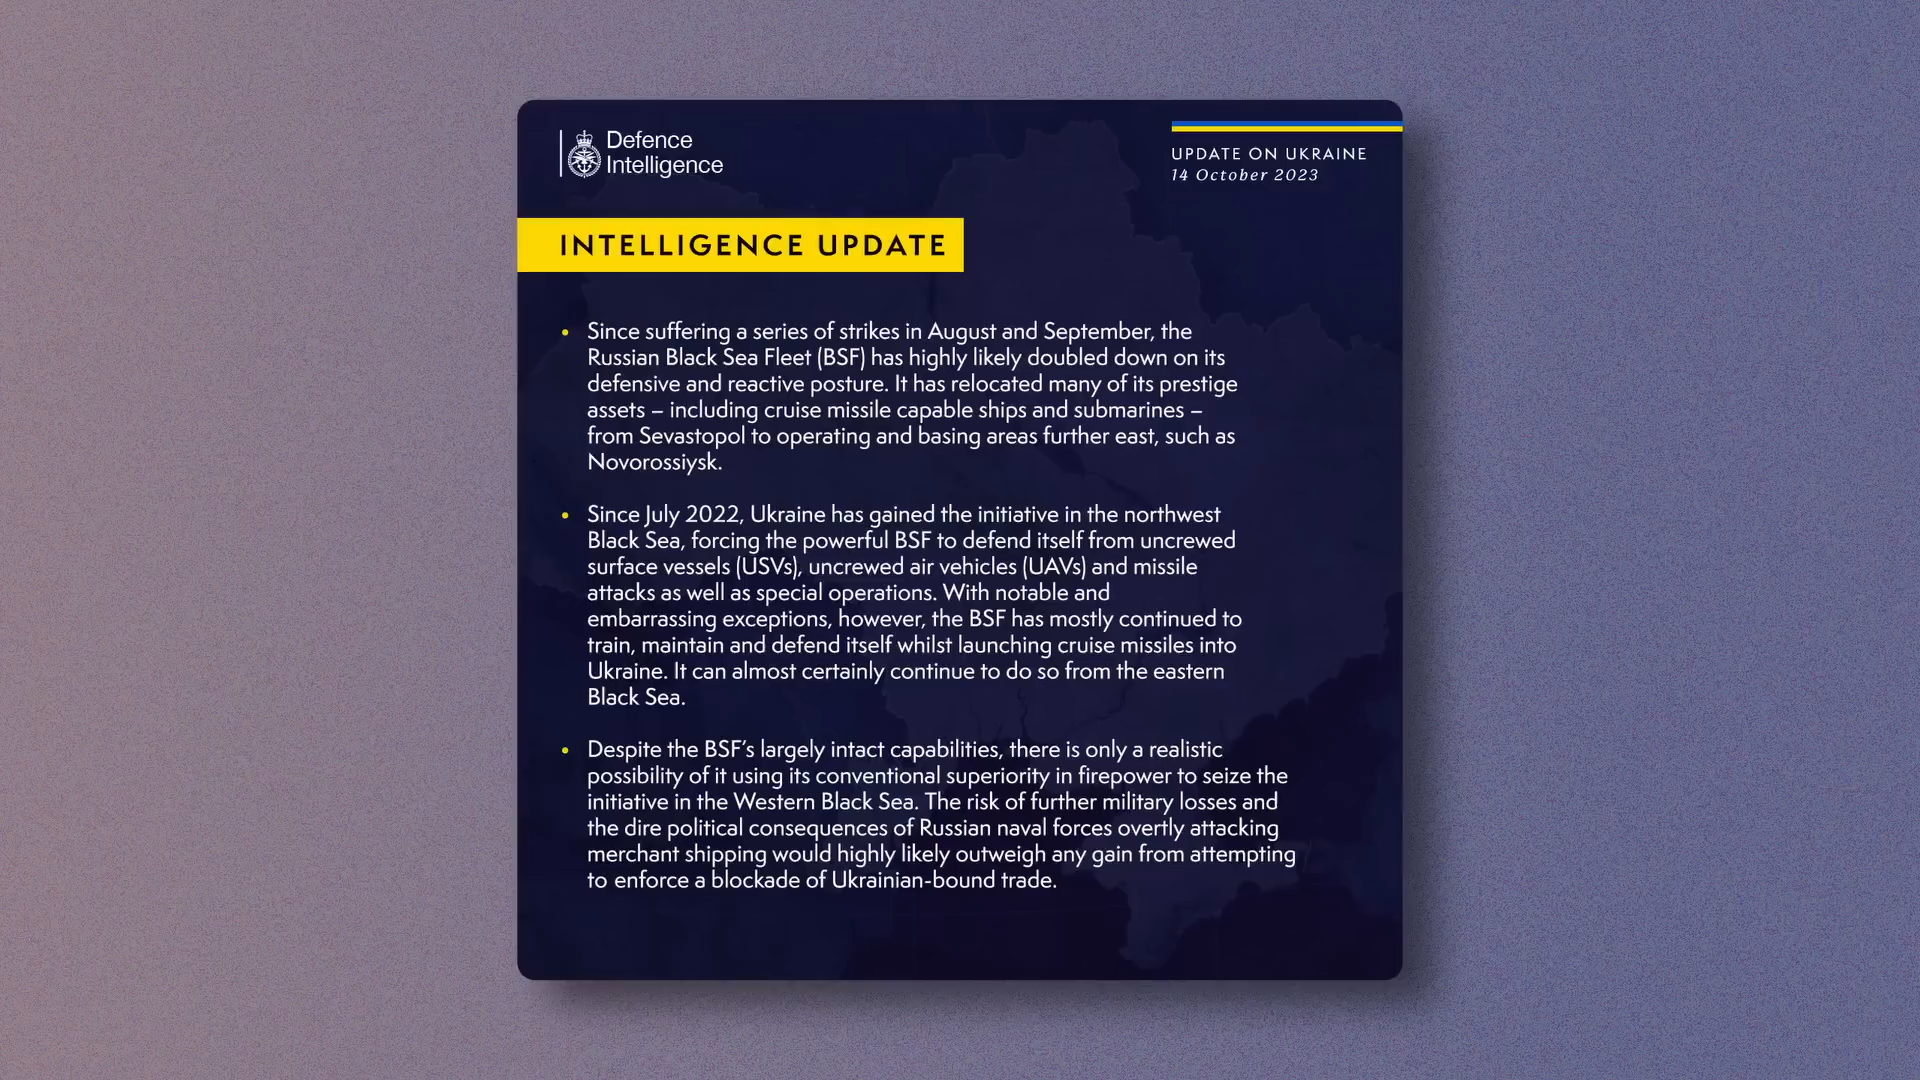 Defence
Intelligence
UPDATE ON UKRAINE
14 October 2023
INTELLIGENCE UPDATE
• Since suffering a series of strikes in August and September, the
Russian Black Sea Fleet (BSF) has highly likely doubled down on its
defensive and reactive posture. It has relocated many of its prestige
assets – including cruise missile capable ships and submarines –
from Sevastopol to operating and basing areas further east, such as
Novorossiysk.
• Since July 2022, Ukraine has gained the initiative in the northwest
Black Sea, forcing the powerful BSF to defend itself from uncrewed
surface vessels (USVs), uncrewed air vehicles (UAVs) and missile
attacks as well as special operations. With notable and
embarrassing exceptions, however, the BSF has mostly continued to
train, maintain and defend itself whilst launching cruise missiles into
Ukraine. It can almost certainly continue to do so from the eastern
Black Sea.
• Despite the BSF’s largely intact capabilities, there is only a realistic
possibility of it using its conventional superiority in firepower to seize the
initiative in the Western Black Sea. The risk of further military losses and
the dire political consequences of Russian naval forces overtly attacking
merchant shipping would highly likely outweigh any gain from attempting
to enforce a blockade of Ukrainian-bound trade.